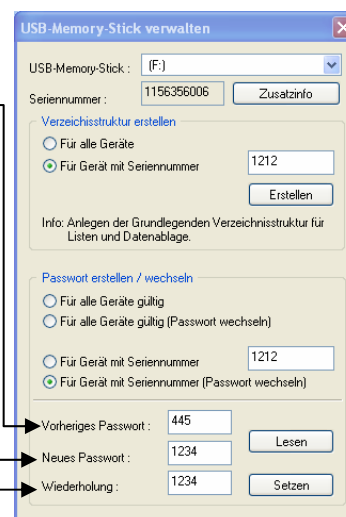 USB-Memory-Stick verwalten
USB-Memory-Stick : (F:)
Seriennummer : 1156356006 Zusatzinfo
Verzeichisstruktur erstellen
Für alle Geräte
Für Gerät mit Seriennummer 1212
Erstellen
Info: Anlegen der Grundlegenden Verzeichnisstruktur für
Listen und Datenablage.
Passwort erstellen / wechseln
Für alle Geräte gültig
Für alle Geräte gültig (Passwort wechseln)
Für Gerät mit Seriennummer 1212
Für Gerät mit Seriennummer (Passwort wechseln)
Vorheriges Passwort : 445
Lesen
Neues Passwort : 1234
Wiederholung : 1234 Setzen